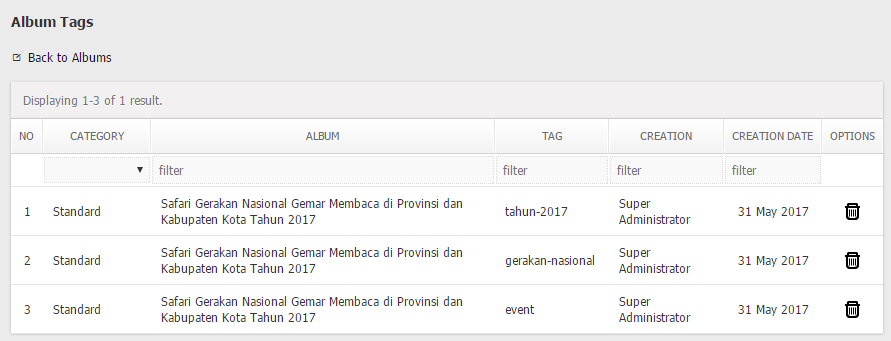 Album Tags
Back to Albums
Displaying 1-3 of 1 result.
NO CATEGORY ALBUM TAG CREATION CREATION DATE OPTIONS
filter filter filter filter
1 Standard Safari Gerakan Nasional Gemar Membaca di Provinsi dan Kabupaten Kota Tahun 2017 tahun-2017 Super Administrator 31 May 2017
2 Standard Safari Gerakan Nasional Gemar Membaca di Provinsi dan Kabupaten Kota Tahun 2017 gerakan-nasional Super Administrator 31 May 2017
3 Standard Safari Gerakan Nasional Gemar Membaca di Provinsi dan Kabupaten Kota Tahun 2017 event Super Administrator 31 May 2017